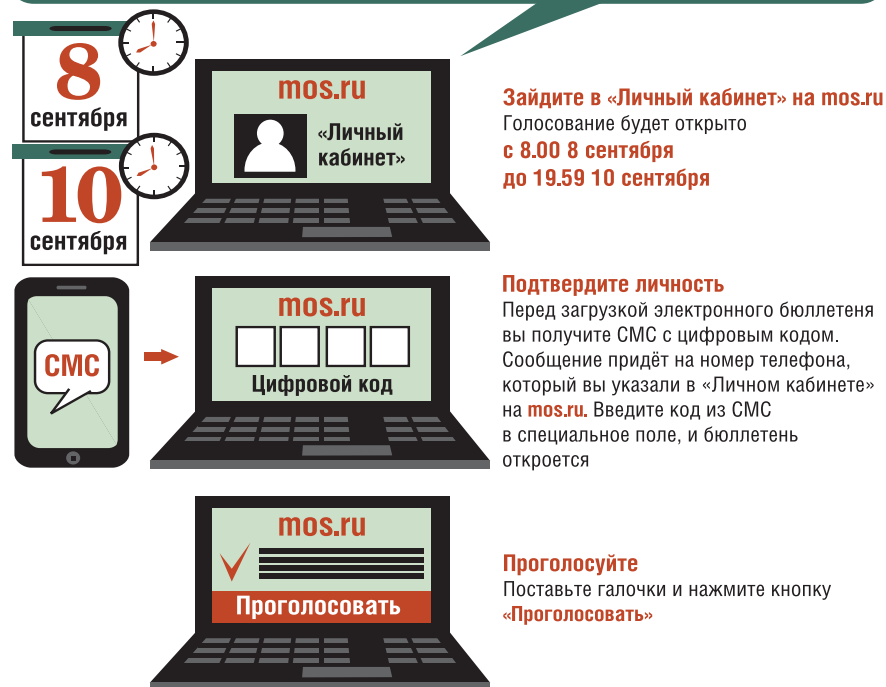 8
сентября
10
сентября
mos.ru
«Личный
кабинет»
Зайдите в «Личный кабинет» на mos.ru
Голосование будет открыто
с 8.00 8 сентября
до 19.59 10 сентября
СМС
mos.ru
Цифровой код
Подтвердите личность
Перед загрузкой электронного бюллетеня
вы получите СМС с цифровым кодом.
Сообщение придёт на номер телефона,
который вы указали в «Личном кабинете»
на mos.ru. Введите код из СМС
в специальное поле, и бюллетень
откроется
mos.ru
Проголосовать
Проголосуйте
Поставьте галочки и нажмите кнопку
«Проголосовать»